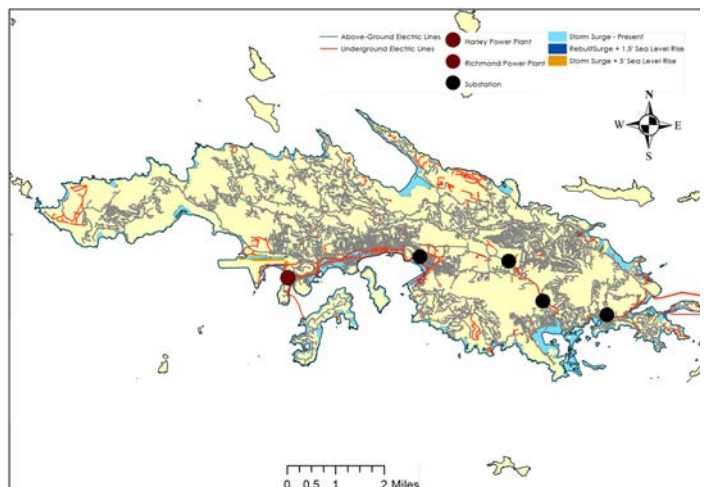 Above-Ground Electric Lines
Underground Electric Lines
Harley Power Plant
Richmond Power Plant
Substation
Storm Surge - Present
RebuiltSurge + 1.5' Sea Level Rise
Storm Surge + 5' Sea Level Rise
N
W E
S
0 0.5 1 2 Miles